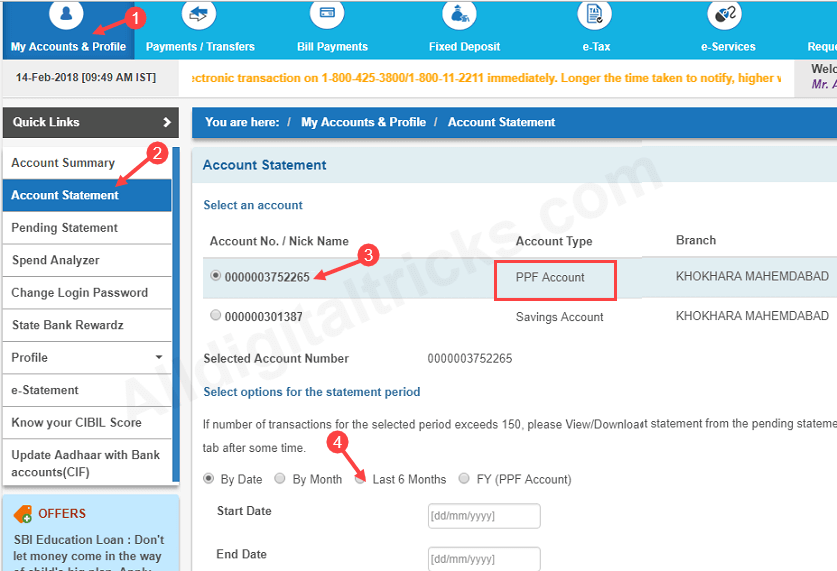 1
My Accounts & Profile
Payments / Transfers
Bill Payments
Fixed Deposit
TAX
e-Tax
e-Services
14-Feb-2018 [09:49 AM IST]
ectronic transaction on 1-800-425-3800/1-800-11-2211 immediately. Longer the time taken to notify, higher
Mr.
Quick Links
You are here: / My Accounts & Profile / Account Statement
Account Summary
2
Account Statement
Pending Statement
Spend Analyzer
Change Login Password
State Bank Rewardz
Profile
e-Statement
Know your CIBIL Score
Update Aadhaar with Bank
accounts(CIF)
OFFERS
SBI Education Loan : Don't
let money come in the way
Account Statement
Select an account
Account No. / Nick Name Account Type Branch
3
0000003752265 PPF Account KHOKHARA MAHEMDABAD
000000301387 Savings Account KHOKHARA MAHEMDABAD
Selected Account Number 0000003752265
Select options for the statement period
If number of transactions for the selected period exceeds 150, please View/Download statement from the pending
tab after some time.
4
By Date By Month Last 6 Months FY (PPF Account)
Start Date [dd/mm/yyyy]
End Date [dd/mm/yyyy]
Alldigitaltricks.com